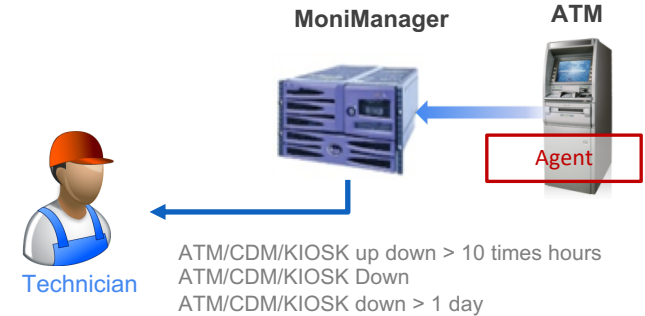 MoniManager
ATM
Agent
Technician
ATM/CDM/KIOSK up down > 10 times hours
ATM/CDM/KIOSK Down
ATM/CDM/KIOSK down > 1 day